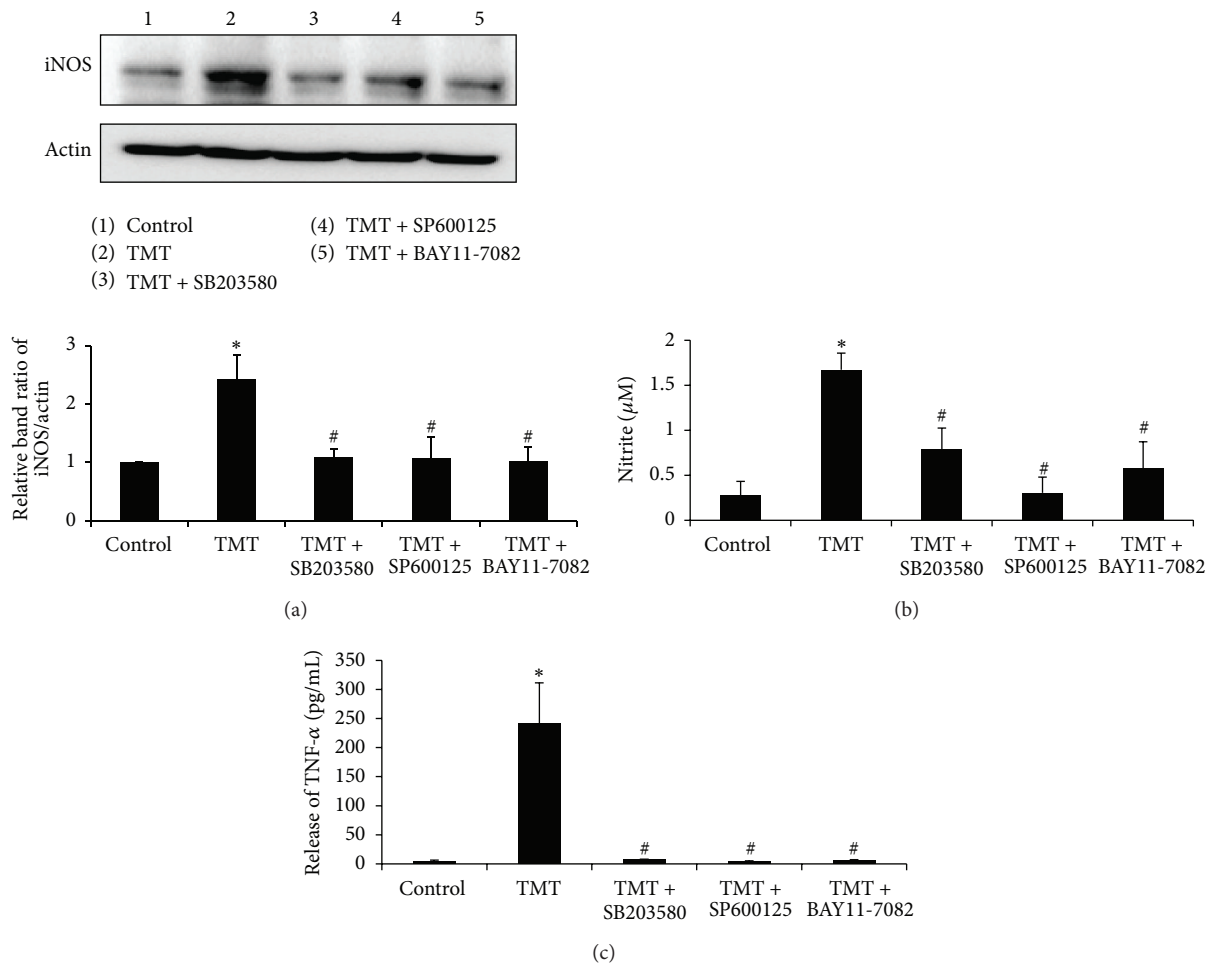 1 2 3 4 5
iNOS
Actin
(1) Control
(2) TMT
(3) TMT + SB203580
(4) TMT + SP600125
(5) TMT + BAY11-7082
Relative band ratio of
iNOS/actin
3
2
1
0
*
#
#
#
Control
TMT
TMT +
SB203580
TMT +
SP600125
TMT +
BAY11-7082
(a)
Nitrite (μM)
2
1.5
1
0.5
0
*
#
#
#
Control
TMT
TMT +
SB203580
TMT +
SP600125
TMT +
BAY11-7082
(b)
Release of TNF-α (pg/mL)
350
300
250
200
150
100
50
0
*
#
#
#
Control
TMT
TMT +
SB203580
TMT +
SP600125
TMT +
BAY11-7082
(c)